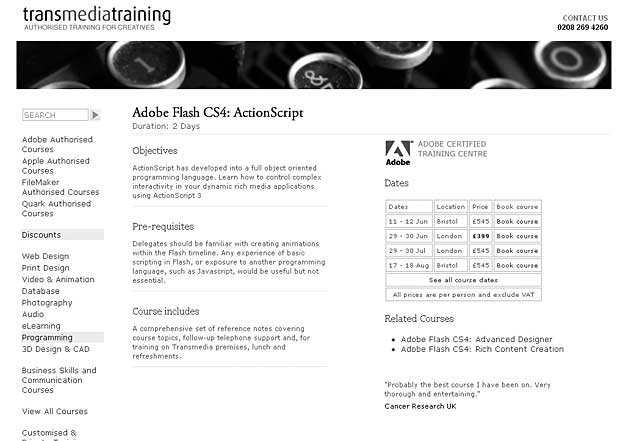 transmediatraining
AUTHORISED TRAINING FOR CREATIVES
CONTACT US
0208 269 4260
SEARCH
Adobe Authorised
Courses
Apple Authorised
Courses
FileMaker
Authorised Courses
Quark Authorised
Courses
Discounts
Web Design
Print Design
Video & Animation
Database
Photography
Audio
eLearning
Programming
3D Design & CAD
Business Skills and
Communication
Courses
View All Courses
Customised &
Adobe Flash CS4: ActionScript
Duration: 2 Days
Objectives
ActionScript has developed into a full object oriented
programming language. Learn how to control complex
interactivity in your dynamic rich media applications
using ActionScript 3
Pre-requisites
Delegates should be familiar with creating animations
within the Flash timeline. Any experience of basic
scripting in Flash, or exposure to another programming
language, such as Javascript, would be useful but not
essential.
Course includes
A comprehensive set of reference notes covering
course topics, follow-up telephone support and, for
training on Transmedia premises, lunch and
refreshments.
Adobe
ADOBE CERTIFIED
TRAINING CENTRE
Dates
Dates Location Price Book course
11 - 12 Jun Bristol £545 Book course
29 - 30 Jun London £399 Book course
29 - 30 Jul London £545 Book course
17 - 18 Aug Bristol £545 Book course
See all course dates
All prices are per person and exclude VAT
Related Courses
Adobe Flash CS4: Advanced Designer
Adobe Flash CS4: Rich Content Creation
"Probably the best course I have been on. Very
thorough and entertaining."
Cancer Research UK